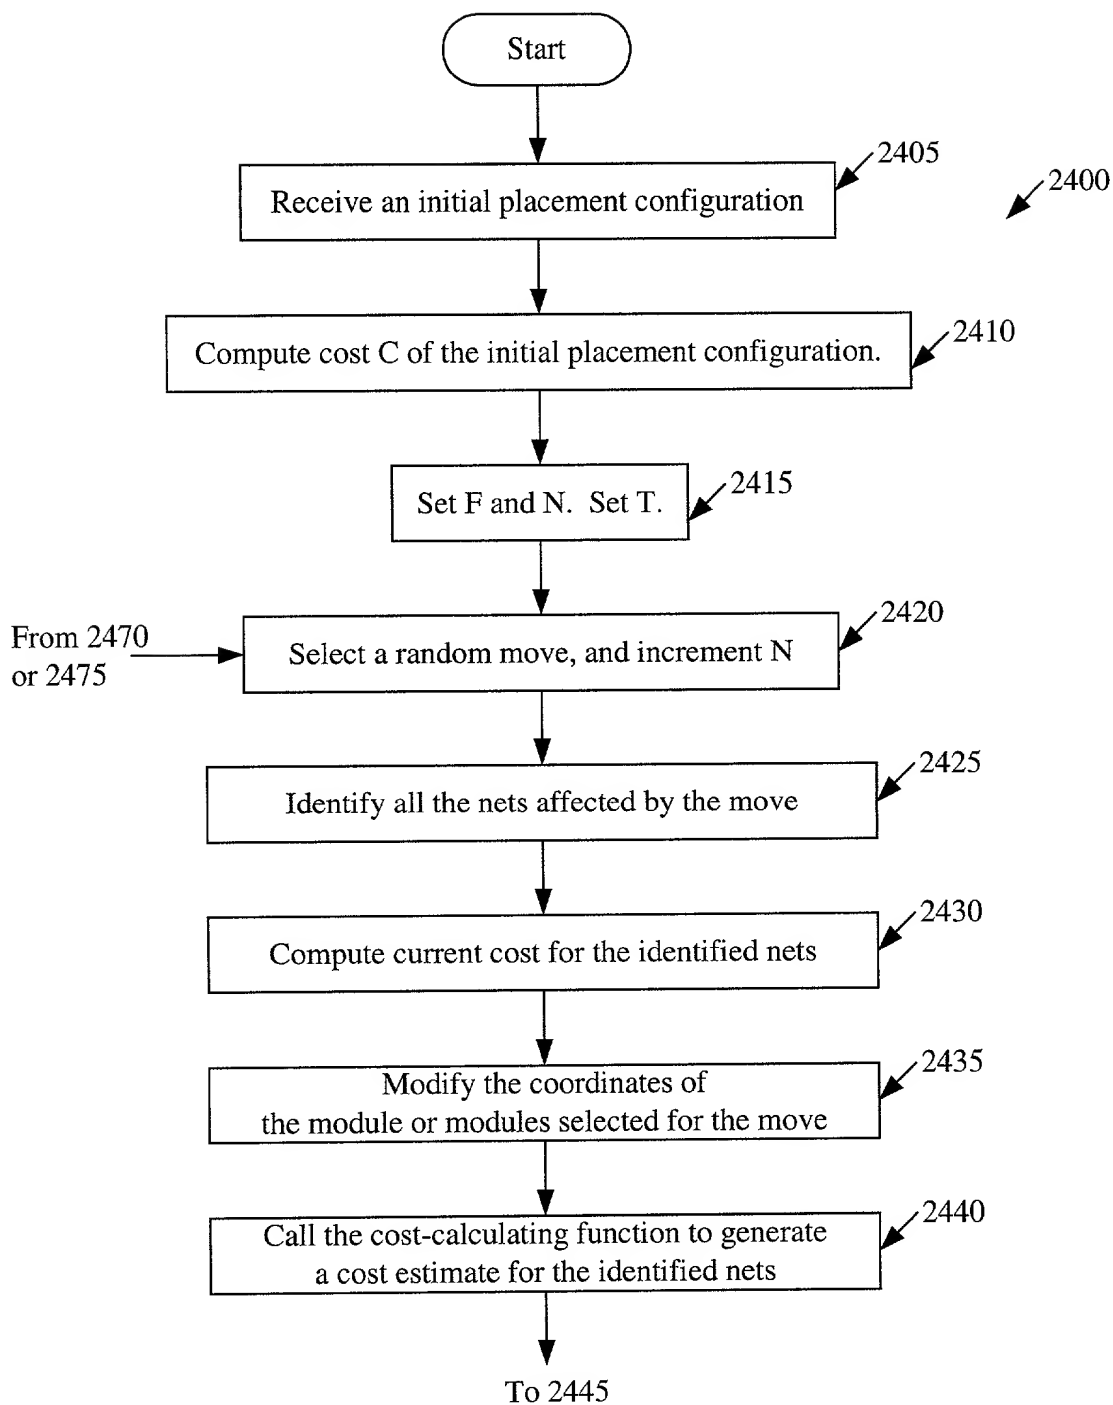 Start
2405
2400
Receive an initial placement configuration
2410
Compute cost C of the initial placement configuration.
2415
Set F and N. Set T.
2420
From 2470
or 2475
Select a random move, and increment N
2425
Identify all the nets affected by the move
2430
Compute current cost for the identified nets
2435
Modify the coordinates of
the module or modules selected for the move
2440
Call the cost-calculating function to generate
a cost estimate for the identified nets
To 2445